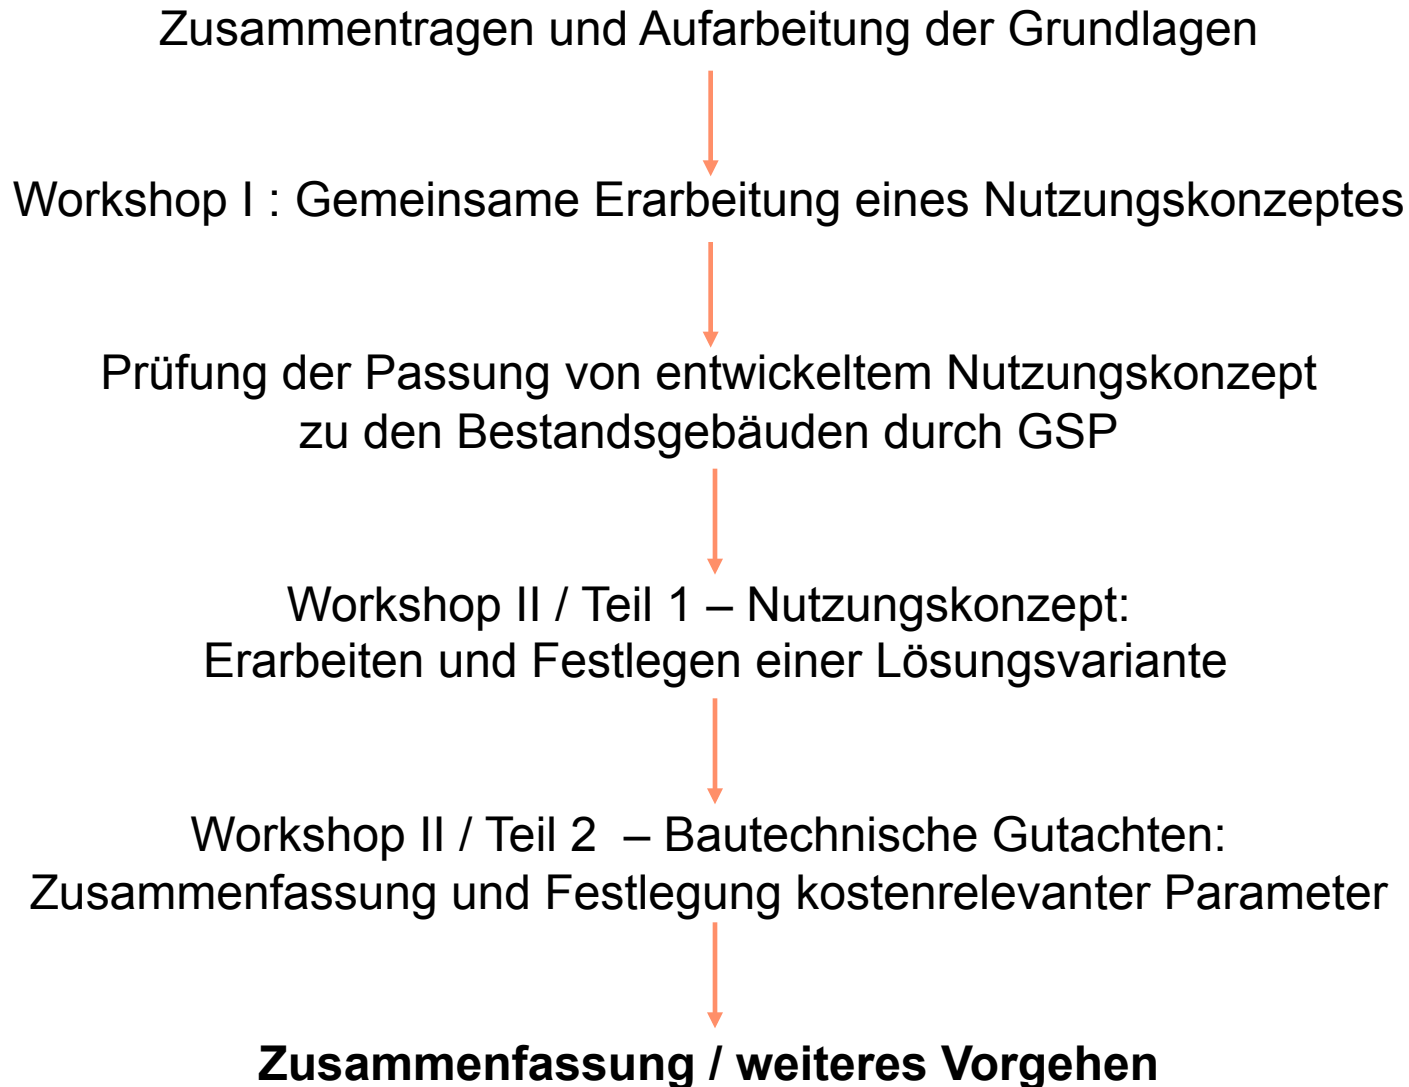 Zusammentragen und Aufarbeitung der Grundlagen
Workshop I : Gemeinsame Erarbeitung eines Nutzungskonzeptes
Prüfung der Passung von entwickeltem Nutzungskonzept
zu den Bestandsgebäuden durch GSP
Workshop II / Teil 1 – Nutzungskonzept:
Erarbeiten und Festlegen einer Lösungsvariante
Workshop II / Teil 2 – Bautechnische Gutachten:
Zusammenfassung und Festlegung kostenrelevanter Parameter
Zusammenfassung / weiteres Vorgehen